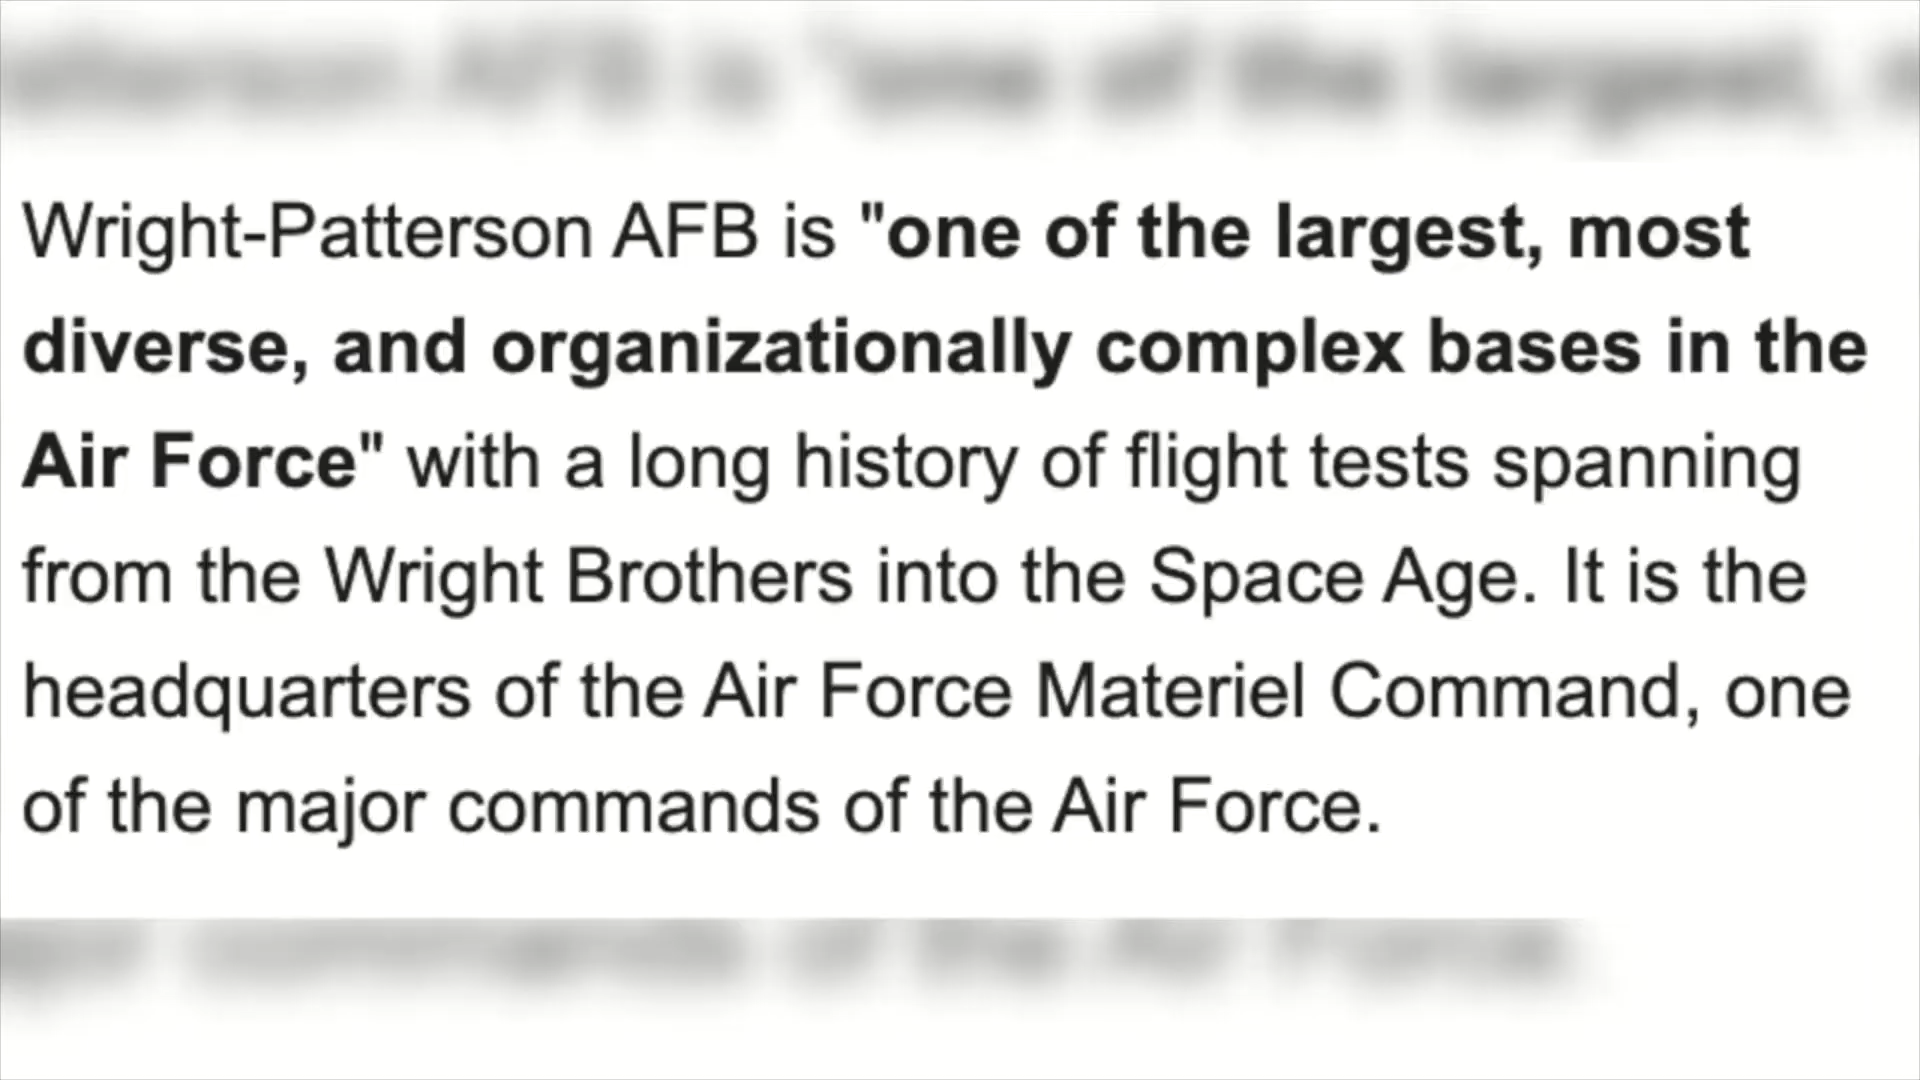 Wright-Patterson AFB is "one of the largest, most
diverse, and organizationally complex bases in the
Air Force" with a long history of flight tests spanning
from the Wright Brothers into the Space Age. It is the
headquarters of the Air Force Materiel Command, one
of the major commands of the Air Force.